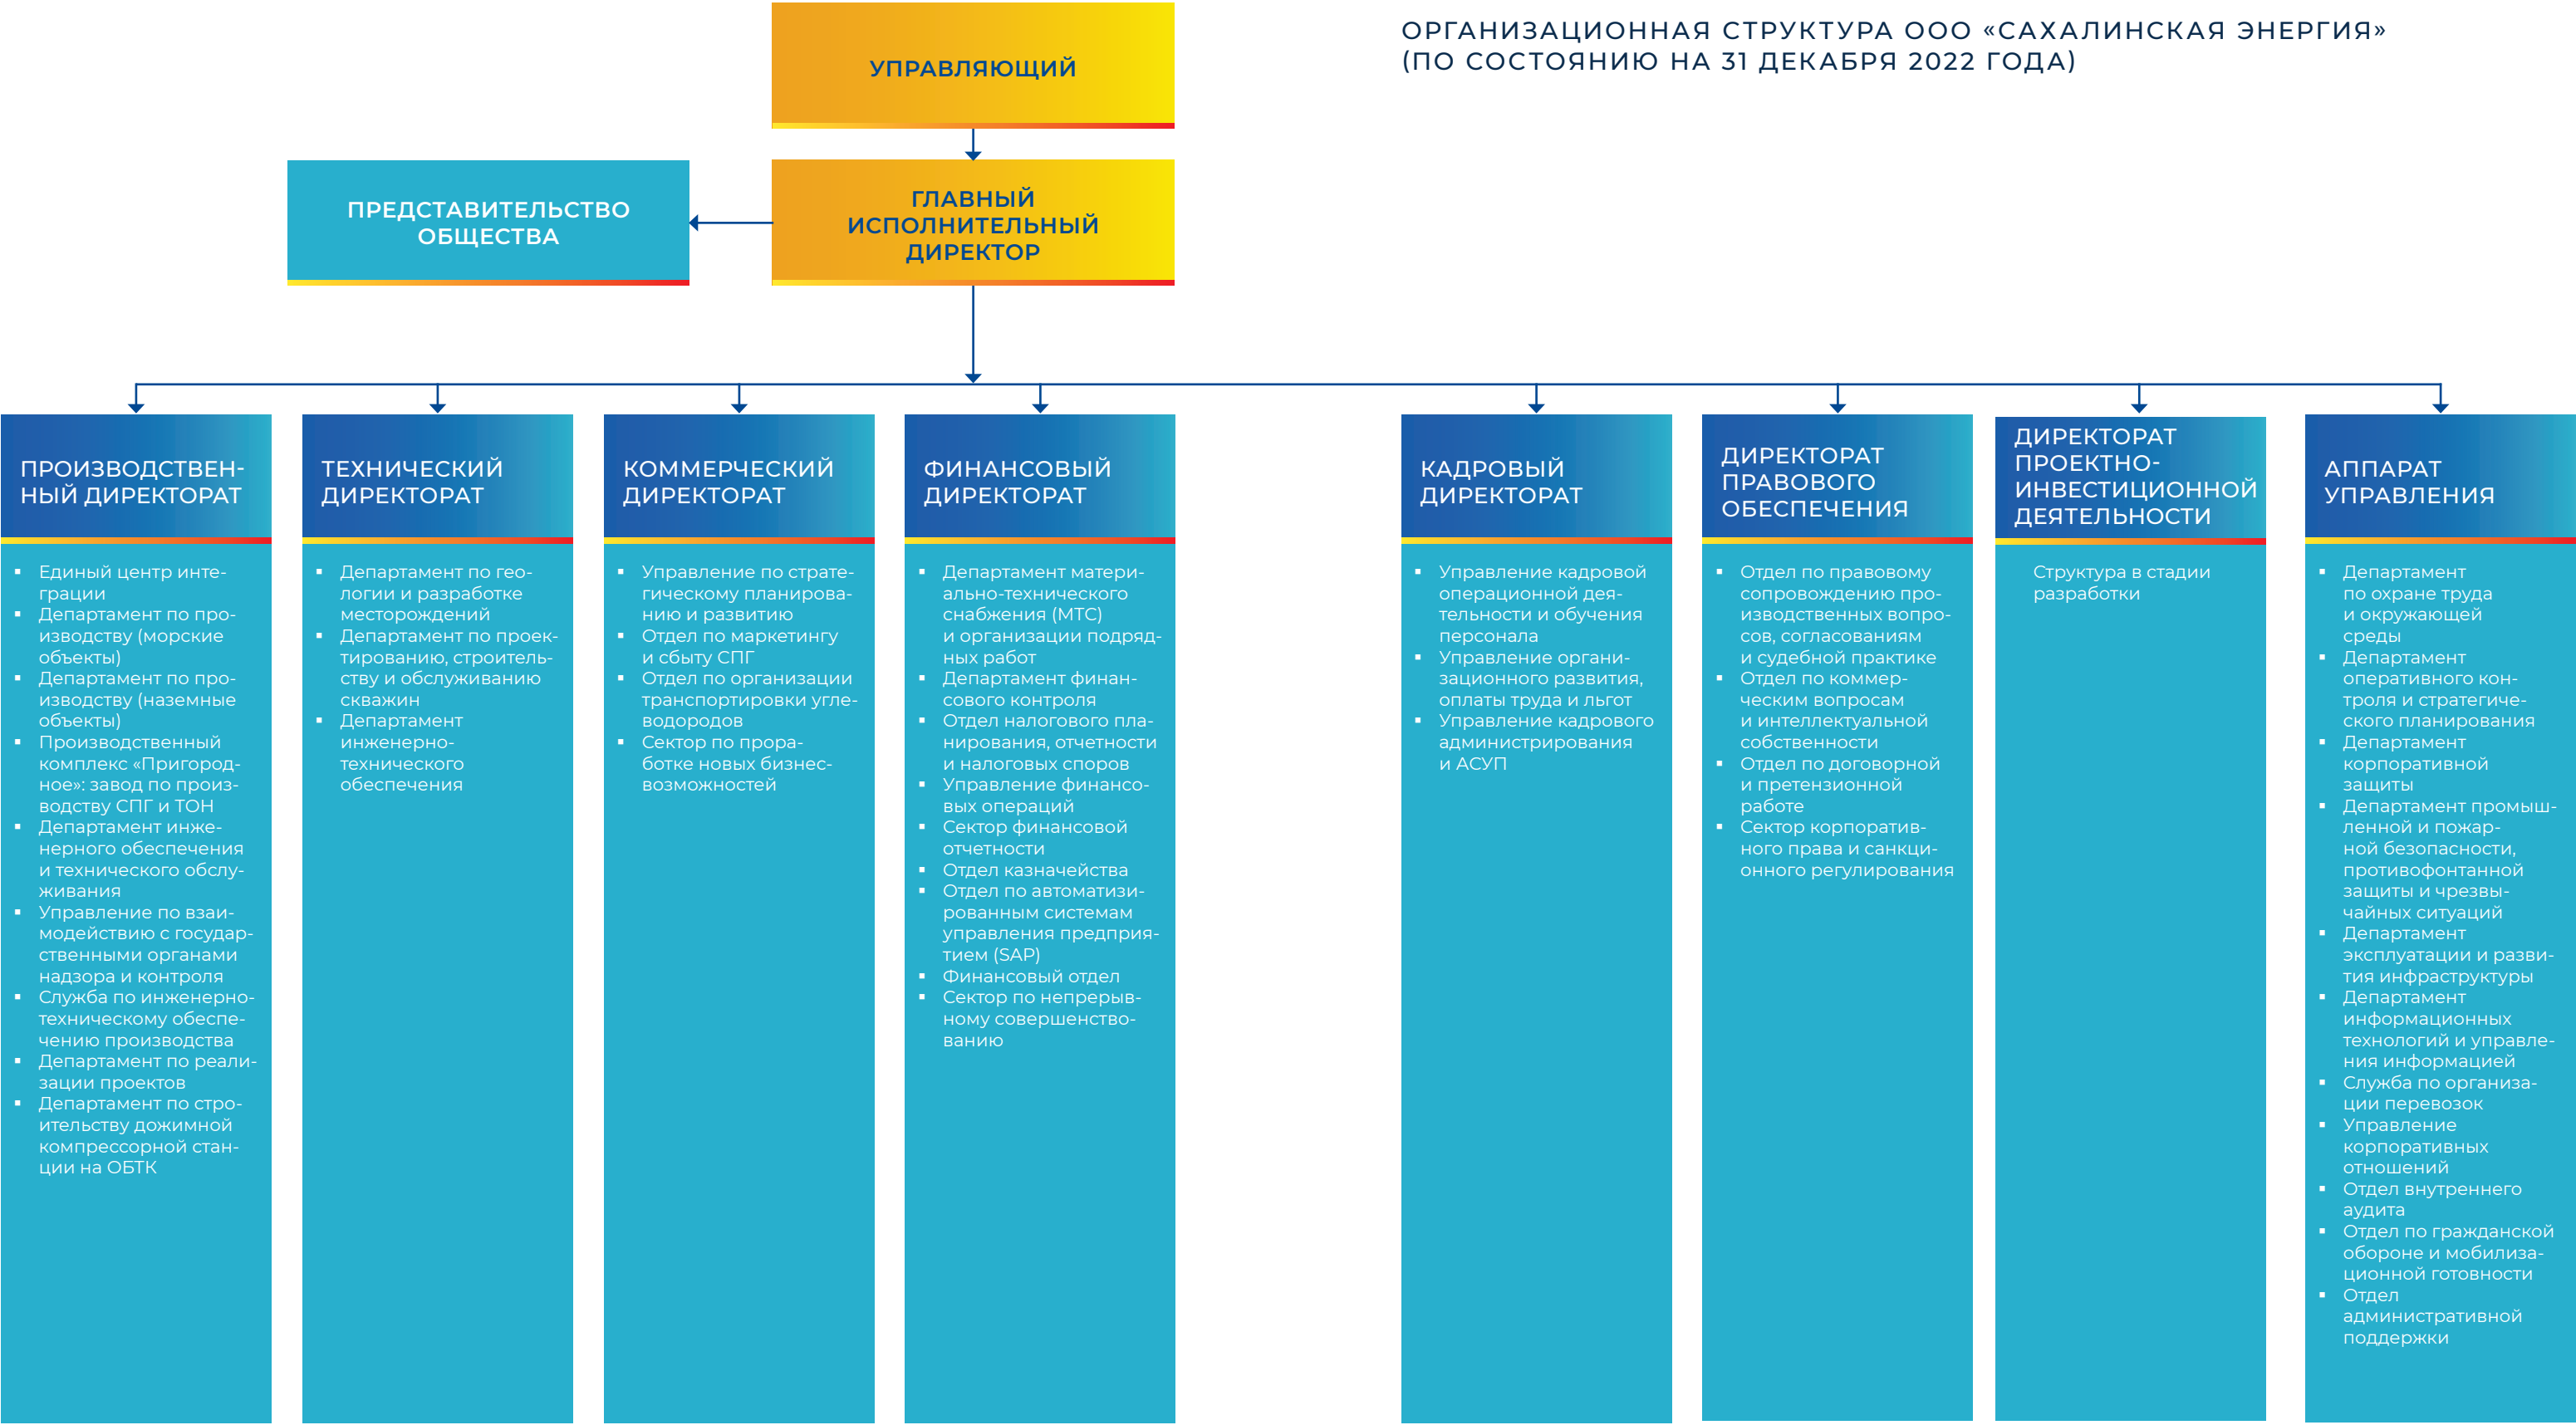 ОРГАНИЗАЦИОННАЯ СТРУКТУРА ООО «САХАЛИНСКАЯ ЭНЕРГИЯ»
(ПО СОСТОЯНИЮ НА 31 ДЕКАБРЯ 2022 ГОДА)
УПРАВЛЯЮЩИЙ
ПРЕДСТАВИТЕЛЬСТВО
ОБЩЕСТВА
ГЛАВНЫЙ
ИСПОЛНИТЕЛЬНЫЙ
ДИРЕКТОР
ПРОИЗВОДСТВЕН-
НЫЙ ДИРЕКТОРАТ
▪ Единый центр инте-
грации
▪ Департамент по про-
изводству (морские
объекты)
▪ Департамент по про-
изводству (наземные
объекты)
▪ Производственный
комплекс «Пригород-
ное»: завод по произ-
водству СПГ и ТОН
▪ Департамент инже-
нерного обеспечения
и технического обслу-
живания
▪ Управление по взаи-
модействию с государ-
ственными органами
надзора и контроля
▪ Служба по инженерно-
техническому обеспе-
чению производства
▪ Департамент по реали-
зации проектов
▪ Департамент по стро-
ительству дожимной
компрессорной стан-
ции на ОБТК
ТЕХНИЧЕСКИЙ
ДИРЕКТОРАТ
▪ Департамент по гео-
логии и разработке
месторождений
▪ Департамент по проек-
тированию, строитель-
ству и обслуживанию
скважин
▪ Департамент
инженерно-
технического
обеспечения
КОММЕРЧЕСКИЙ
ДИРЕКТОРАТ
▪ Управление по страте-
гическому планирова-
нию и развитию
▪ Отдел по маркетингу
и сбыту СПГ
▪ Отдел по организации
транспортировки угле-
водородов
▪ Сектор по прора-
ботке новых бизнес-
возможностей
ФИНАНСОВЫЙ
ДИРЕКТОРАТ
▪ Департамент матери-
ально-технического
снабжения (МТС)
и организации подряд-
ных работ
▪ Департамент финан-
сового контроля
▪ Отдел налогового пла-
нирования, отчетности
и налоговых споров
▪ Управление финансо-
вых операций
▪ Сектор финансовой
отчетности
▪ Отдел казначейства
▪ Отдел по автоматизи-
рованным системам
управления предприя-
тием (SAP)
▪ Финансовый отдел
▪ Сектор по непрерыв-
ному совершенство-
ванию
КАДРОВЫЙ
ДИРЕКТОРАТ
▪ Управление кадровой
операционной дея-
тельности и обучения
персонала
▪ Управление органи-
зационного развития,
оплаты труда и льгот
▪ Управление кадрового
администрирования
и АСУП
ДИРЕКТОРАТ
ПРАВОВОГО
ОБЕСПЕЧЕНИЯ
▪ Отдел по правовому
сопровождению про-
изводственных вопро-
сов, согласованиям
и судебной практике
▪ Отдел по коммер-
ческим вопросам
и интеллектуальной
собственности
▪ Отдел по договорной
и претензионной
работе
▪ Сектор корпоратив-
ного права и санкци-
онного регулирования
ДИРЕКТОРАТ
ПРОЕКТНО-
ИНВЕСТИЦИОННОЙ
ДЕЯТЕЛЬНОСТИ
Структура в стадии
разработки
АППАРАТ
УПРАВЛЕНИЯ
▪ Департамент
по охране труда
и окружающей
среды
▪ Департамент
оперативного кон-
троля и стратегиче-
ского планирования
▪ Департамент
корпоративной
защиты
▪ Департамент промыш-
ленной и пожар-
ной безопасности,
противофонтанной
защиты и чрезвы-
чайных ситуаций
▪ Департамент
эксплуатации и разви-
тия инфраструктуры
▪ Департамент
информационных
технологий и управле-
ния информацией
▪ Служба по организа-
ции перевозок
▪ Управление
корпоративных
отношений
▪ Отдел внутреннего
аудита
▪ Отдел по гражданской
обороне и мобилиза-
ционной готовности
▪ Отдел
административной
поддержки